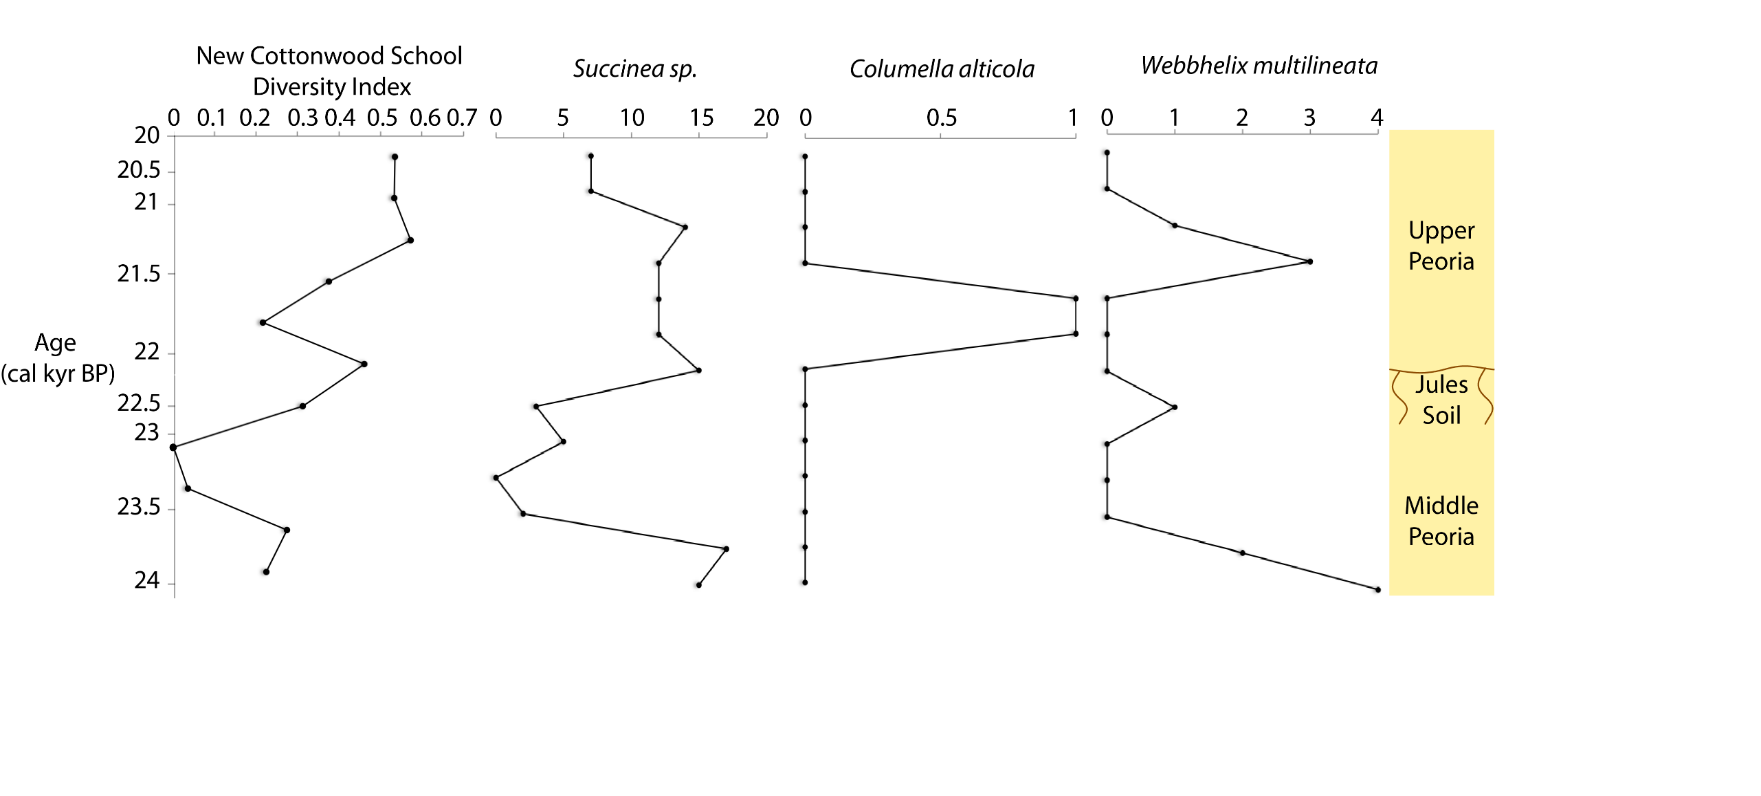 New Cottonwood School
Diversity Index
Succinea sp.
Columella alticola
Webbhelix multilineata
0 0.1 0.2 0.3 0.4 0.5 0.6 0.7
0 5 10 15 20
0 0.5 1
0 1 2 3 4
20
20.5
21
21.5
22
22.5
23
23.5
24
Age
(cal kyr BP)
Upper
Peoria
Jules
Soil
Middle
Peoria